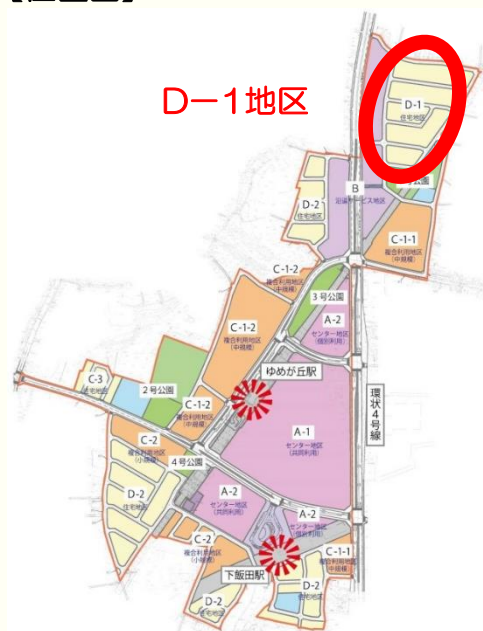 D－1地区
D-1
住宅地区
号公園
B
沿道サービス地区
D-2
住宅地区
C-1-1
複合利用地区
(中規模)
C-1-2
複合利用地区
(中規模)
3号公園
A-2
センター地区
(個別利用)
C-1-2
複合利用地区
(中規模)
ゆめが丘駅
環状4号線
C-3
住宅地区
2号公園
C-1-2
複合利用地区
(中規模)
A-1
センター地区
(共同利用)
C-2
複合利用地区
(小規模)
4号公園
D-2
住宅地区
A-2
センター地区
(共同利用)
A-2
センター地区
(個別利用)
C-2
複合利用地区
(小規模)
C-1-1
複合利用地区
(中規模)
下飯田駅
D-2
住宅地区
D-2
住宅地区